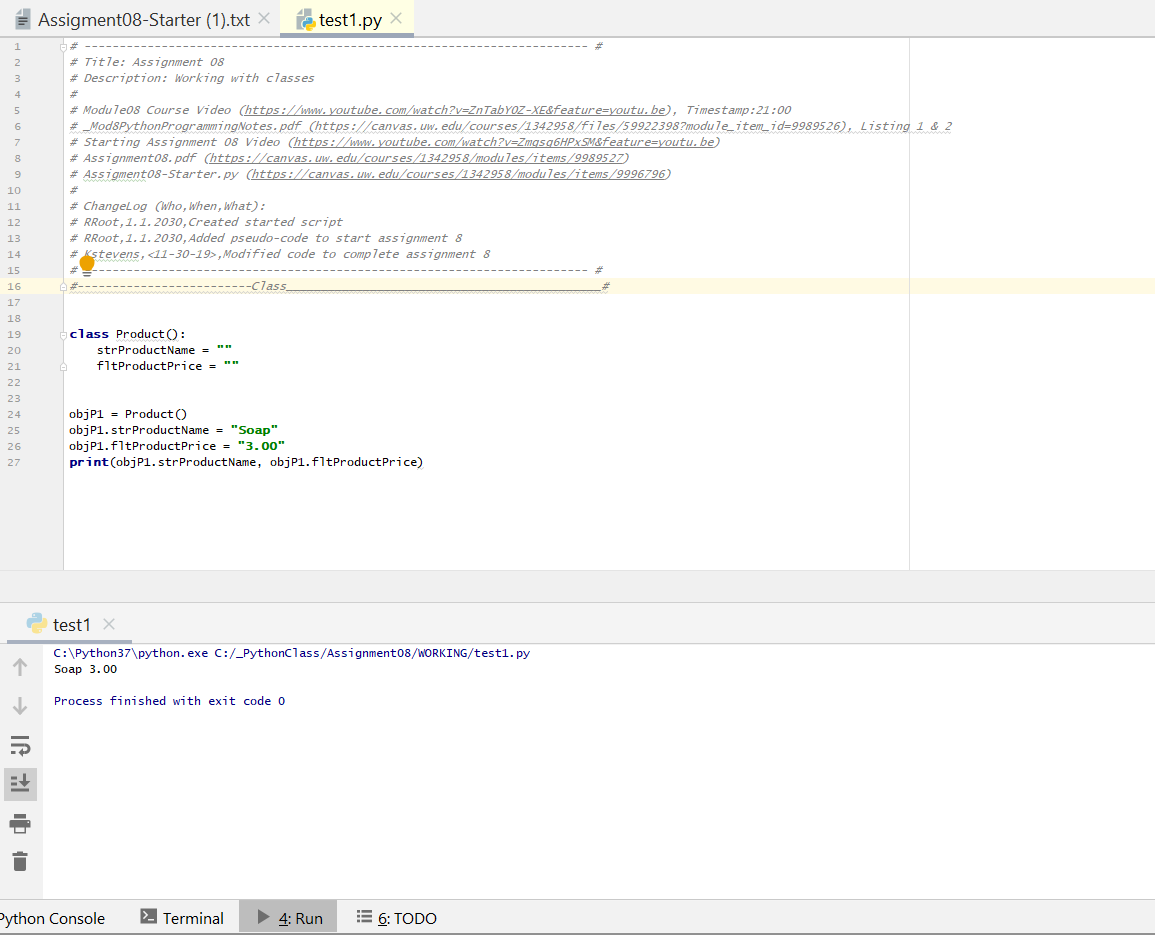 Assigment08-Starter (1).txt
test1.py
1 # ------------------------------------------------------------------------ #
2 # Title: Assignment 08
3 # Description: Working with classes
4 #
5 # Module08 Course Video (https://www.youtube.com/watch?v=ZnTabYOZ-XE&feature=youtu.be), Timestamp:21:00
6 # _Mod8PythonProgrammingNotes.pdf (https://canvas.uw.edu/courses/1342958/files/59922398?module_item_id=9989526), Listing 1 & 2
7 # Starting Assignment 08 Video (https://www.youtube.com/watch?v=Zmqsq6HPxSM&feature=youtu.be)
8 # Assignment08.pdf (https://canvas.uw.edu/courses/1342958/modules/items/9989527)
9 # Assigment08-Starter.py (https://canvas.uw.edu/courses/1342958/modules/items/9996796)
10 #
11 # ChangeLog (Who,When,What):
12 # RRoot,1.1.2030,Created started script
13 # RRoot,1.1.2030,Added pseudo-code to start assignment 8
14 # Kstevens,<11-30-19>,Modified code to complete assignment 8
15 # ------------------------------------------------------------------------ #
16 #-------------------------Class_____________________________________________#
17
18
19 class Product():
20 strProductName = ""
21 fltProductPrice = ""
22
23
24 objP1 = Product()
25 objP1.strProductName = "Soap"
26 objP1.fltProductPrice = "3.00"
27 print(objP1.strProductName, objP1.fltProductPrice)
test1
C:\Python37\python.exe C:/_PythonClass/Assignment08/WORKING/test1.py
Soap 3.00
Process finished with exit code 0
Python Console
Terminal
4: Run
6: TODO